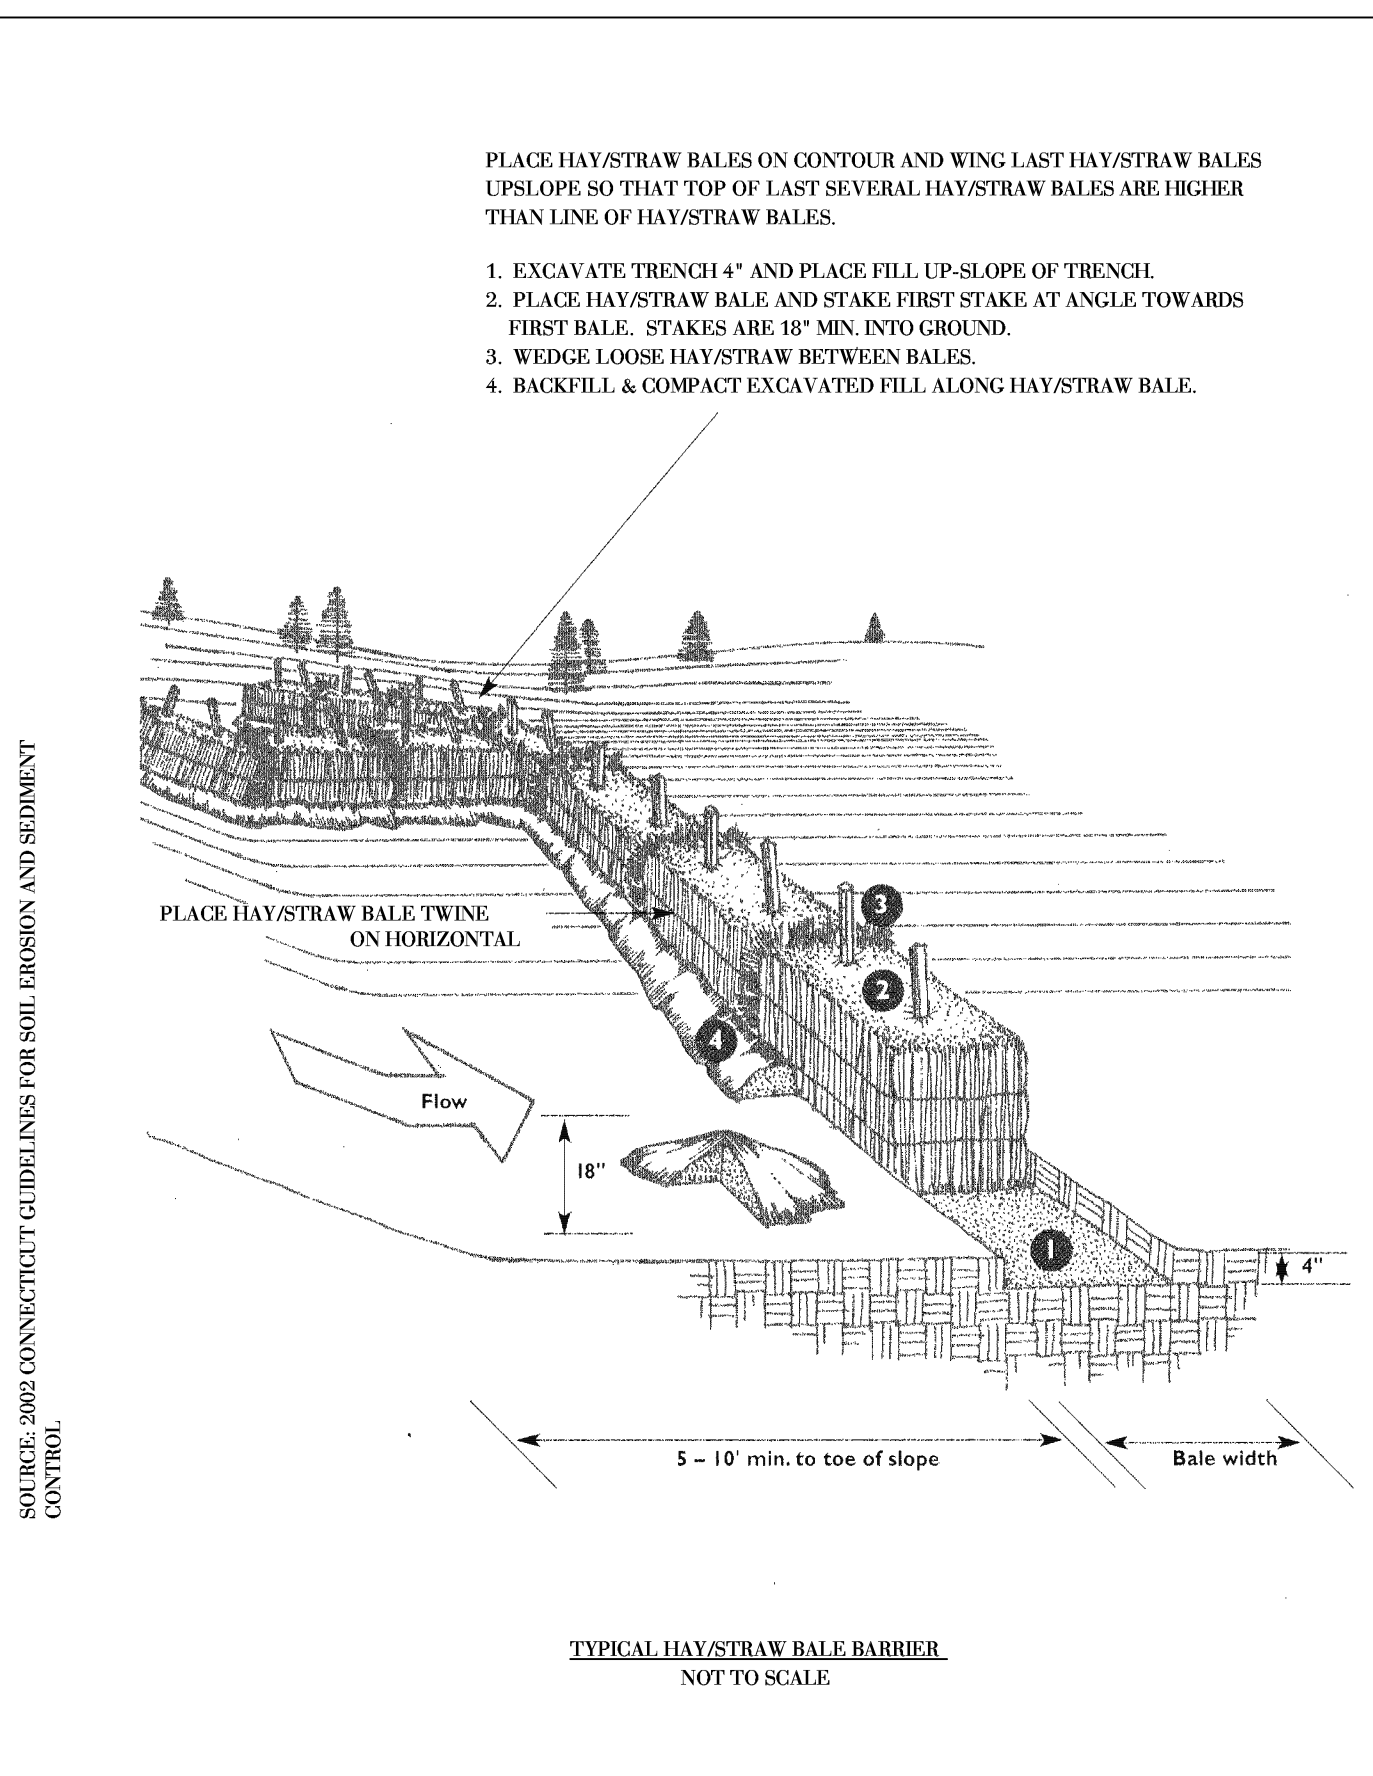 PLACE HAY/STRAW BALES ON CONTOUR AND WING LAST HAY/STRAW BALES
UPSLOPE SO THAT TOP OF LAST SEVERAL HAY/STRAW BALES ARE HIGHER
THAN LINE OF HAY/STRAW BALES.
1. EXCAVATE TRENCH 4" AND PLACE FILL UP-SLOPE OF TRENCH.
2. PLACE HAY/STRAW BALE AND STAKE FIRST STAKE AT ANGLE TOWARDS
FIRST BALE. STAKES ARE 18" MIN. INTO GROUND.
3. WEDGE LOOSE HAY/STRAW BETWEEN BALES.
4. BACKFILL & COMPACT EXCAVATED FILL ALONG HAY/STRAW BALE.
PLACE HAY/STRAW BALE TWINE
ON HORIZONTAL
3
2
4
Flow
18"
1
4"
5 – 10' min. to toe of slope
Bale width
SOURCE: 2002 CONNECTICUT GUIDELINES FOR SOIL EROSION AND SEDIMENT
CONTROL
TYPICAL HAY/STRAW BALE BARRIER
NOT TO SCALE